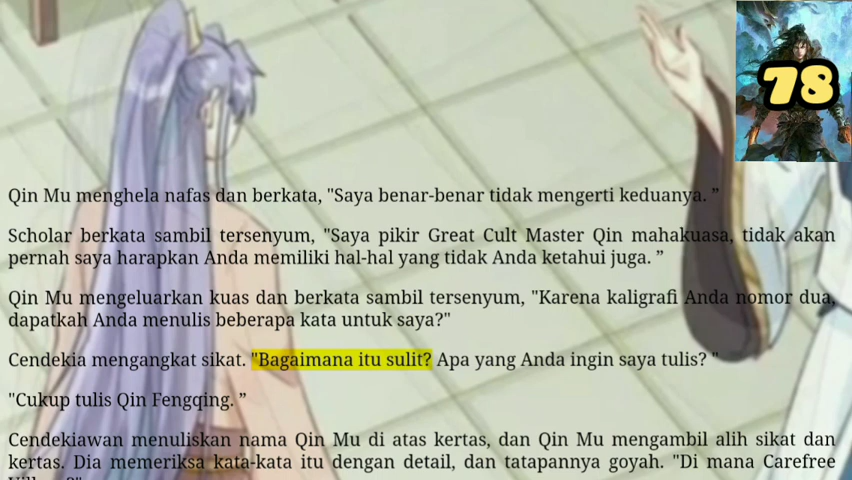 78
Qin Mu menghela nafas dan berkata, "Saya benar-benar tidak mengerti keduanya. ”
Scholar berkata sambil tersenyum, "Saya pikir Great Cult Master Qin mahakuasa, tidak akan
pernah saya harapkan Anda memiliki hal-hal yang tidak Anda ketahui juga. ”
Qin Mu mengeluarkan kuas dan berkata sambil tersenyum, "Karena kaligrafi Anda nomor dua,
dapatkah Anda menulis beberapa kata untuk saya?"
Cendekia mengangkat sikat. "Bagaimana itu sulit? Apa yang Anda ingin saya tulis? "
"Cukup tulis Qin Fengqing. ”
Cendekiawan menuliskan nama Qin Mu di atas kertas, dan Qin Mu mengambil alih sikat dan
kertas. Dia memeriksa kata-kata itu dengan detail, dan tatapannya goyah. "Di mana Carefree